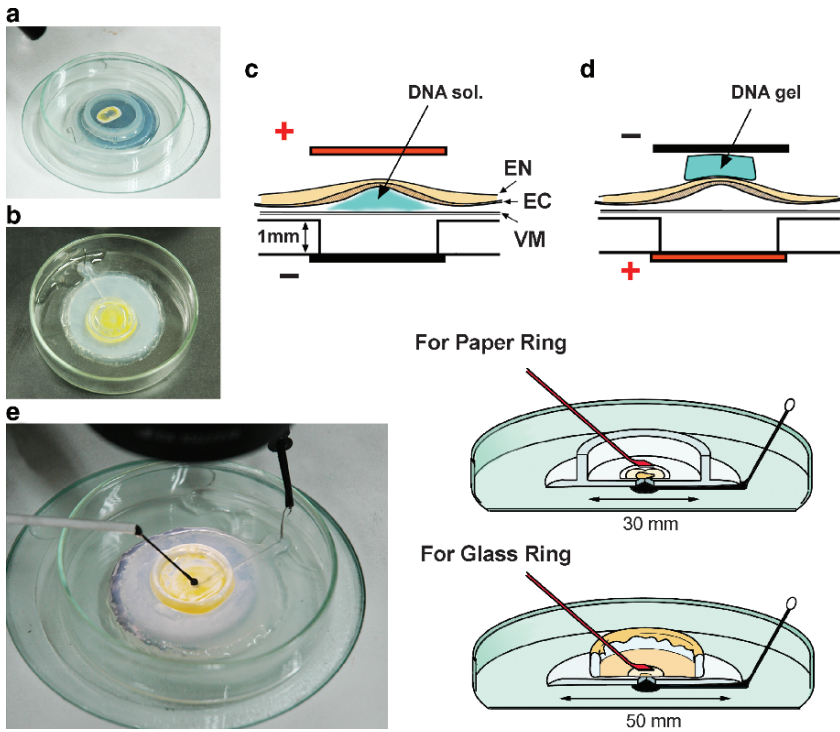 a
b
c
DNA sol.
+
EN
EC
VM
1mm
–
d
DNA gel
–
+
e
For Paper Ring
30 mm
For Glass Ring
50 mm